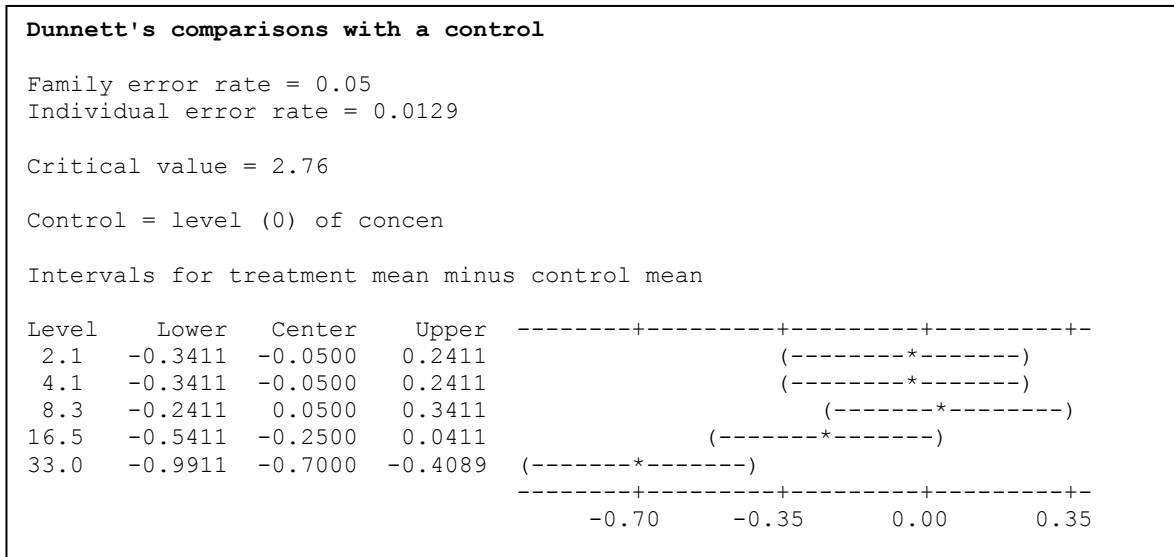 Dunnett's comparisons with a control
Family error rate = 0.05
Individual error rate = 0.0129
Critical value = 2.76
Control = level (0) of concen
Intervals for treatment mean minus control mean
Level    Lower   Center    Upper  --------+---------+---------+---------+-
 2.1  -0.3411  -0.0500   0.2411                    (--------*-------)
 4.1  -0.3411  -0.0500   0.2411                    (--------*-------)
 8.3  -0.2411   0.0500   0.3411                       (-------*--------)
16.5  -0.5411  -0.2500   0.0411               (-------*-------)
33.0  -0.9911  -0.7000  -0.4089  (-------*-------)
                                 --------+---------+---------+---------+-
                                      -0.70     -0.35      0.00      0.35